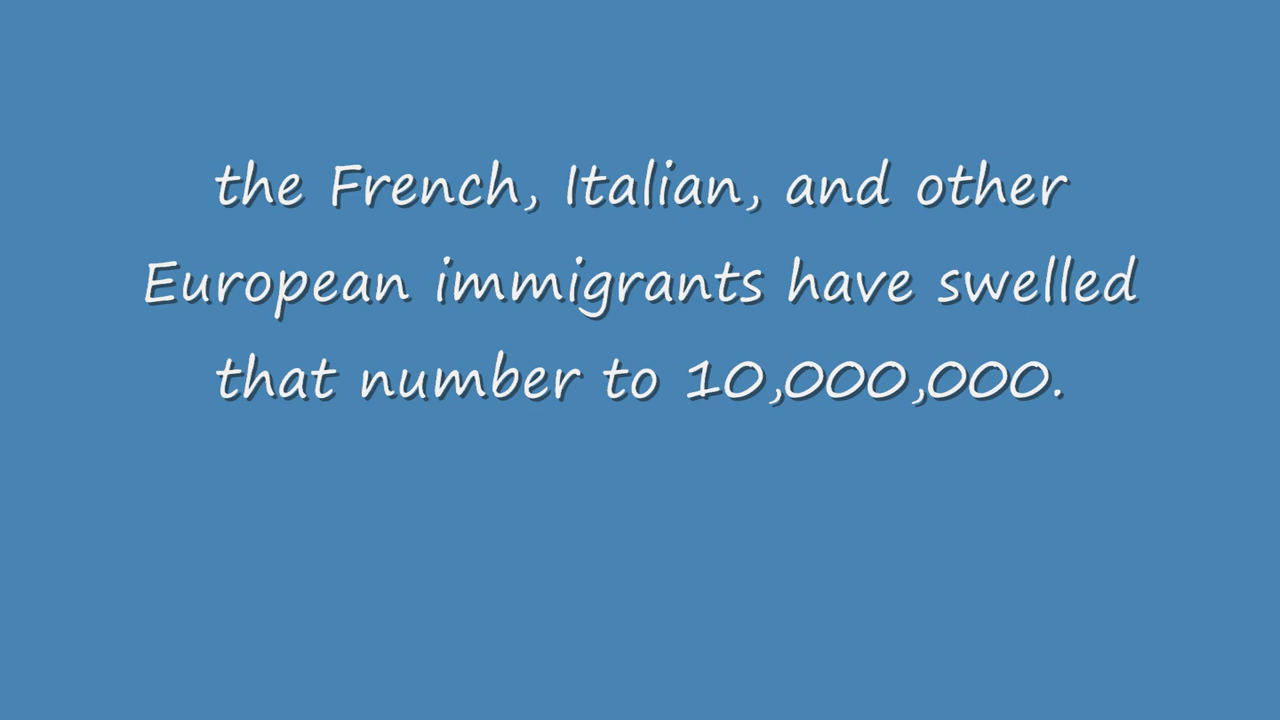 the French, Italian, and other
European immigrants have swelled
that number to 10,000,000.